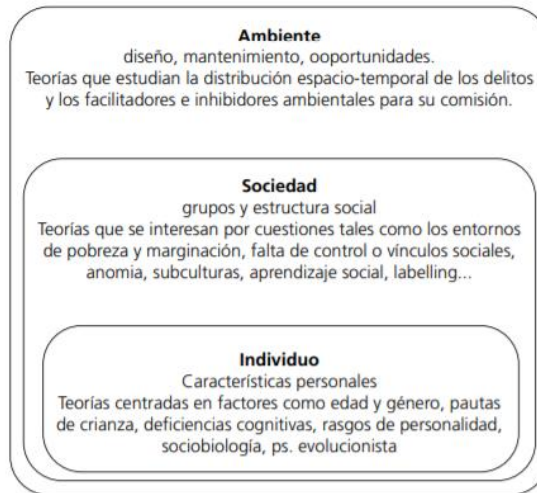 Ambiente
diseño, mantenimiento, ooportunidades.
Teorías que estudian la distribución espacio-temporal de los delitos
y los facilitadores e inhibidores ambientales para su comisión.
Sociedad
grupos y estructura social
Teorías que se interesan por cuestiones tales como los entornos
de pobreza y marginación, falta de control o vínculos sociales,
anomia, subculturas, aprendizaje social, labelling...
Individuo
Características personales
Teorías centradas en factores como edad y género, pautas
de crianza, deficiencias cognitivas, rasgos de personalidad,
sociobiología, ps. evolucionista